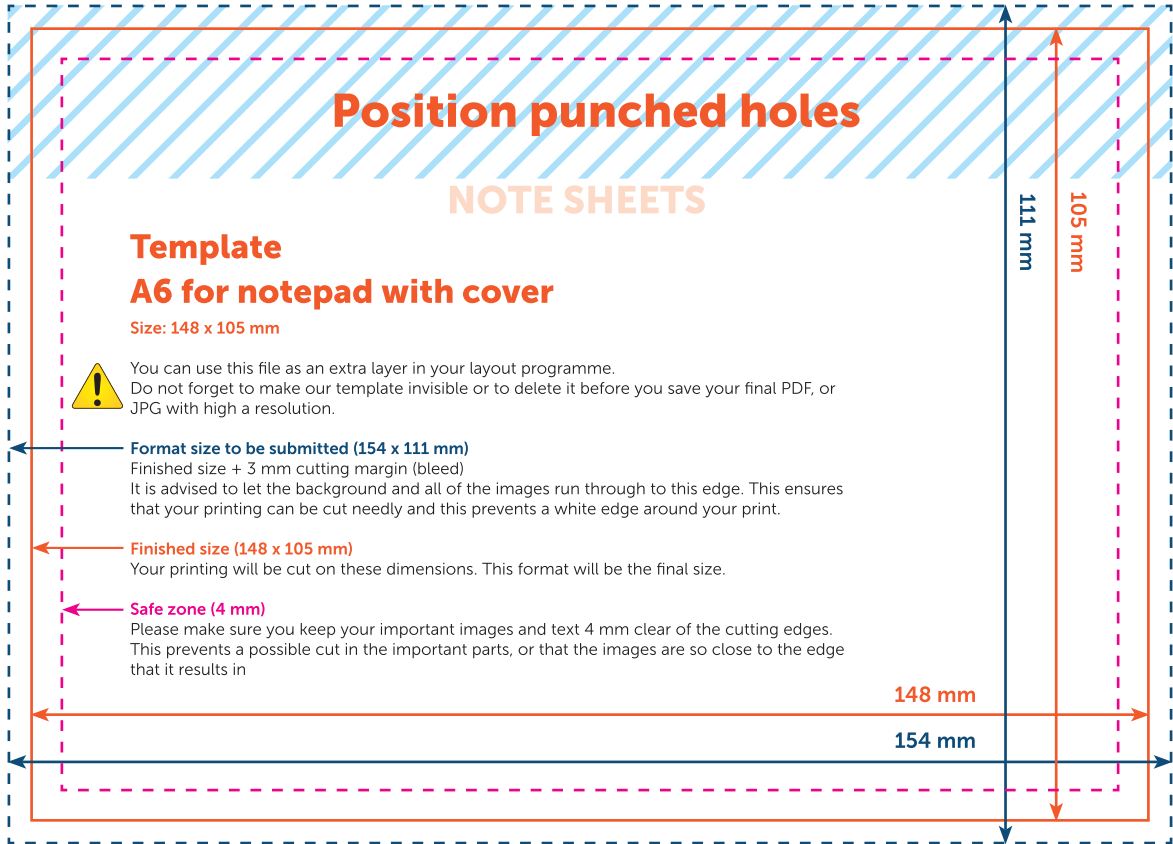 Position punched holes
NOTE SHEETS
111 mm
105 mm
Template
A6 for notepad with cover
Size: 148 x 105 mm
You can use this file as an extra layer in your layout programme.
Do not forget to make our template invisible or to delete it before you save your final PDF, or
JPG with high a resolution.
Format size to be submitted (154 x 111 mm)
Finished size + 3 mm cutting margin (bleed)
It is advised to let the background and all of the images run through to this edge. This ensures
that your printing can be cut needly and this prevents a white edge around your print.
Finished size (148 x 105 mm)
Your printing will be cut on these dimensions. This format will be the final size.
Safe zone (4 mm)
Please make sure you keep your important images and text 4 mm clear of the cutting edges.
This prevents a possible cut in the important parts, or that the images are so close to the edge
that it results in
148 mm
154 mm